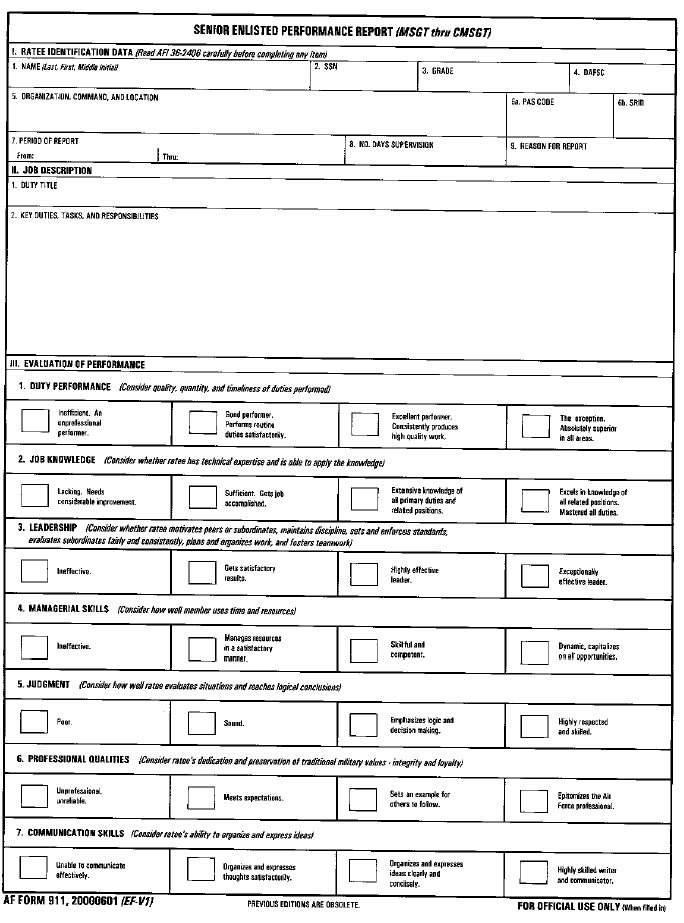 SENIOR ENLISTED PERFORMANCE REPORT (MSGT thru CMSGT)
I. RATEE IDENTIFICATION DATA (Read AFI 36-2406 carefully before completing any item)
1. NAME (Last, First, Middle Initial)
2. SSN
3. GRADE
4. DAFSC
5. ORGANIZATION, COMMAND, AND LOCATION
6a. PAS CODE
6b. SRID
7. PERIOD OF REPORT
From:
Thru:
8. NO. DAYS SUPERVISION
9. REASON FOR REPORT
II. JOB DESCRIPTION
1. DUTY TITLE
2. KEY DUTIES, TASKS, AND RESPONSIBILITIES
III. EVALUATION OF PERFORMANCE
1. DUTY PERFORMANCE (Consider quality, quantity, and timeliness of duties performed)
Inefficient. An
unprofessional
performer.
Good performer.
Performs routine
duties satisfactorily.
Excellent performer.
Consistently produces
high quality work.
The exception.
Absolutely superior
in all areas.
2. JOB KNOWLEDGE (Consider whether ratee has technical expertise and is able to apply the knowledge)
Lacking. Needs
considerable improvement.
Sufficient. Gets job
accomplished.
Extensive knowledge of
all primary duties and
related positions.
Excels in knowledge of
all related positions.
Mastered all duties.
3. LEADERSHIP (Consider whether ratee motivates peers or subordinates, maintains discipline, sets and enforces standards,
evaluates subordinates fairly and consistently, plans and organizes work, and fosters teamwork)
Ineffective.
Gets satisfactory
results.
Highly effective
leader.
Exceptionally
effective leader.
4. MANAGERIAL SKILLS (Consider how well member uses time and resources)
Ineffective.
Manages resources
in a satisfactory
manner.
Skillful and
competent.
Dynamic, capitalizes
on all opportunities.
5. JUDGMENT (Consider how well ratee evaluates situations and reaches logical conclusions)
Poor.
Sound.
Emphasizes logic and
decision making.
Highly respected
and skilled.
6. PROFESSIONAL QUALITIES (Consider ratee's dedication and preservation of traditional military values - integrity and loyalty)
Unprofessional,
unreliable.
Meets expectations.
Sets an example for
others to follow.
Epitomizes the Air
Force professional.
7. COMMUNICATION SKILLS (Consider ratee's ability to organize and express ideas)
Unable to communicate
effectively.
Organizes and expresses
thoughts satisfactorily.
Organizes and expresses
ideas clearly and
concisely.
Highly skilled writer
and communicator.
AF FORM 911, 20000601 (EF-V1)
PREVIOUS EDITIONS ARE OBSOLETE.
FOR OFFICIAL USE ONLY (When filled in)